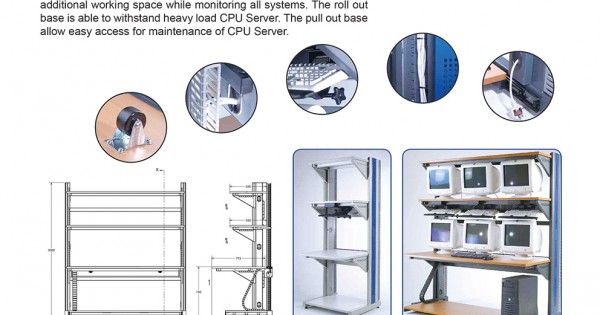 additional working space while monitoring all systems. The roll out
base is able to withstand heavy load CPU Server. The pull out base
allow easy access for maintenance of CPU Server.